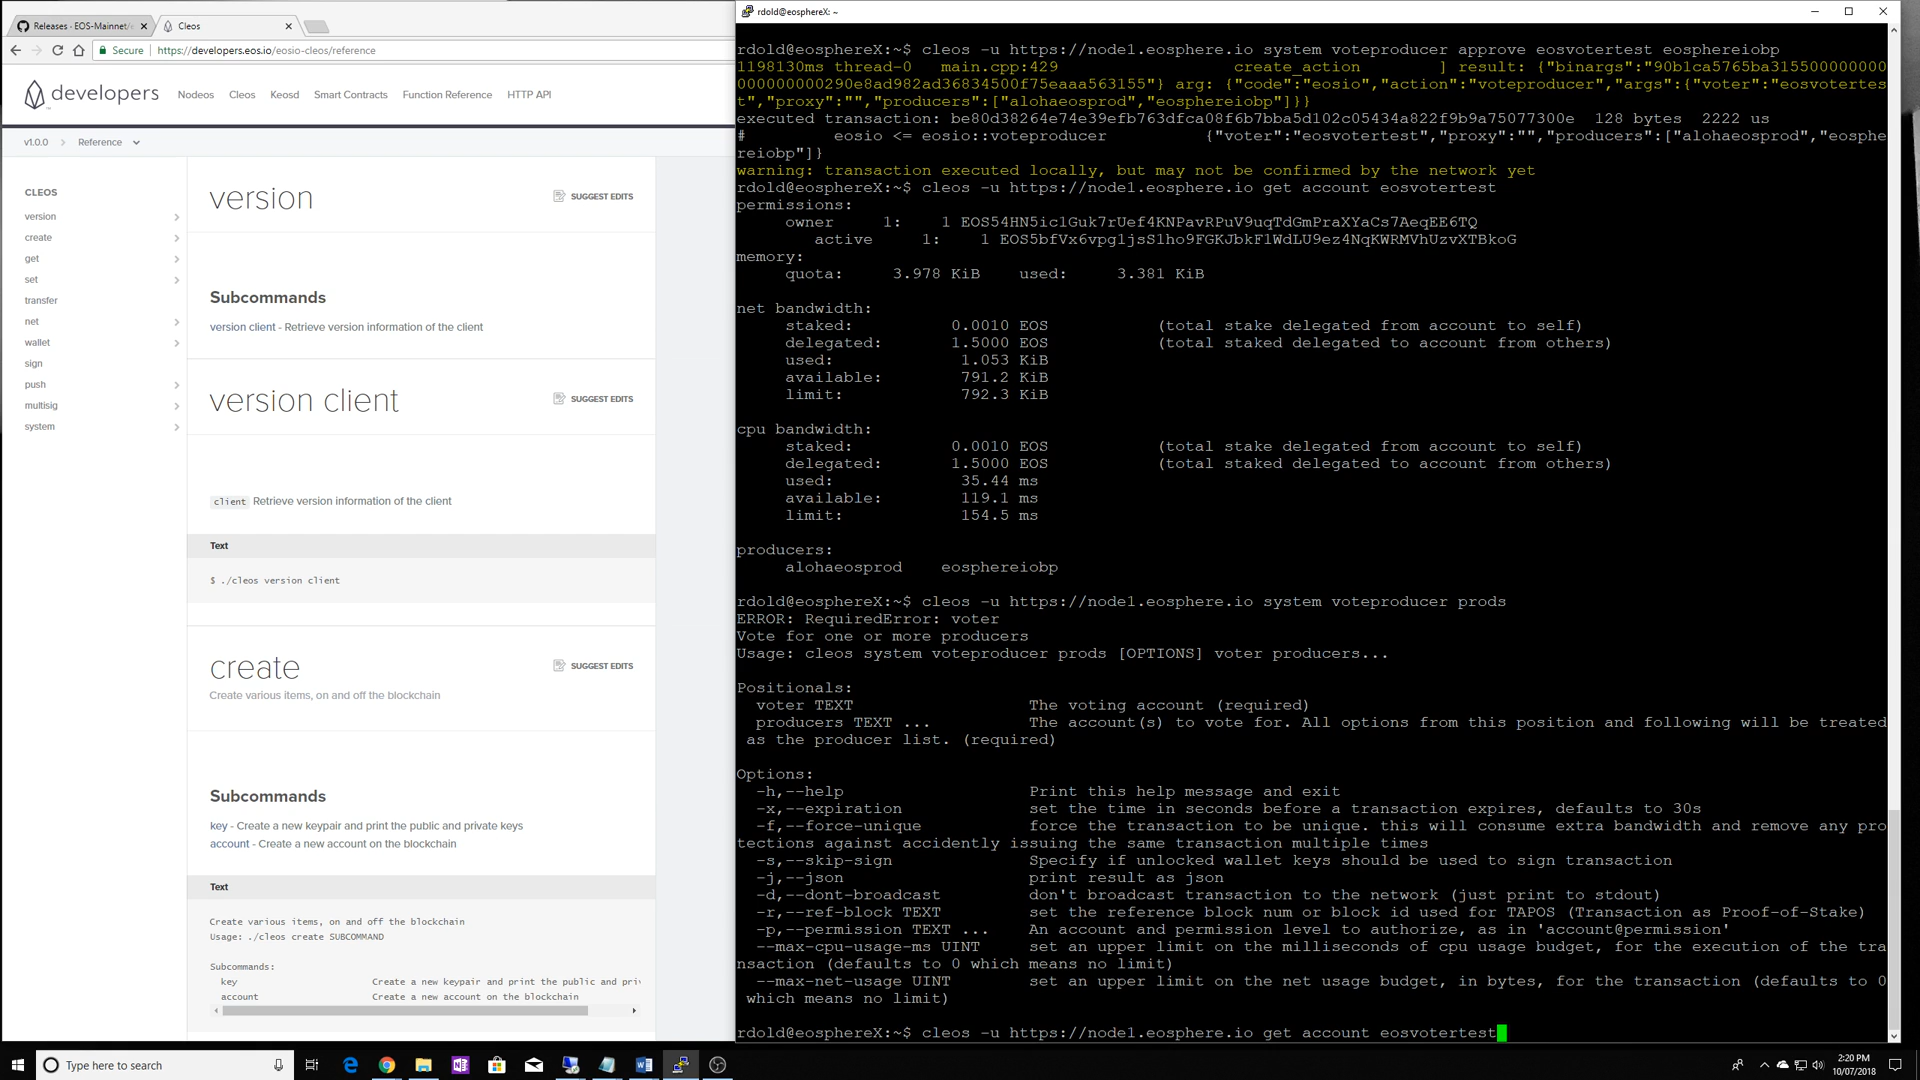 Releases · EOS-Mainnet/
Cleos
Secure
https://developers.eos.io/eosio-cleos/reference
developers
Nodeos
Cleos
Keosd
Smart Contracts
Function Reference
HTTP API
v1.0.0
Reference
CLEOS
version
create
get
set
transfer
net
wallet
sign
push
multisig
system
version
SUGGEST EDITS
Subcommands
version client - Retrieve version information of the client
version client
SUGGEST EDITS
client Retrieve version information of the client
Text
$ ./cleos version client
create
SUGGEST EDITS
Create various items, on and off the blockchain
Subcommands
key - Create a new keypair and print the public and private keys
account - Create a new account on the blockchain
Text
Create various items, on and off the blockchain
Usage: ./cleos create SUBCOMMAND
Subcommands:
key Create a new keypair and print the public and priv
account Create a new account on the blockchain
rdold@eosphereX: ~
rdold@eosphereX:~$ cleos -u https://node1.eosphere.io system voteproducer approve eosvotertest eosphereiobp
1198130ms thread-0 main.cpp:429 create_action ] result: {"binargs":"90b1ca5765ba315500000000
000000000290e8ad982ad36834500f75eaaa563155"} arg: {"code":"eosio","action":"voteproducer","args":{"voter":"eosvotertes
t","proxy":"","producers":["alohaeosprod","eosphereiobp"]}}
executed transaction: be80d38264e74e39efb763dfca08f6b7bba5d102c05434a822f9b9a75077300e 128 bytes 2222 us
# eosio <= eosio::voteproducer {"voter":"eosvotertest","proxy":"","producers":["alohaeosprod","eosphe
reiobp"]}
warning: transaction executed locally, but may not be confirmed by the network yet
rdold@eosphereX:~$ cleos -u https://node1.eosphere.io get account eosvotertest
permissions:
owner 1: 1 EOS54HN5ic1Guk7rUef4KNPavRPuV9uqTdGmPraXYaCs7AeqEE6TQ
active 1: 1 EOS5bfVx6vpg1jsS1ho9FGKJbkF1WdLU9ez4NqKWRMVhUzvXTBkoG
memory:
quota: 3.978 KiB used: 3.381 KiB
net bandwidth:
staked: 0.0010 EOS (total stake delegated from account to self)
delegated: 1.5000 EOS (total staked delegated to account from others)
used: 1.053 KiB
available: 791.2 KiB
limit: 792.3 KiB
cpu bandwidth:
staked: 0.0010 EOS (total stake delegated from account to self)
delegated: 1.5000 EOS (total staked delegated to account from others)
used: 35.44 ms
available: 119.1 ms
limit: 154.5 ms
producers:
alohaeosprod eosphereiobp
rdold@eosphereX:~$ cleos -u https://node1.eosphere.io system voteproducer prods
ERROR: RequiredError: voter
Vote for one or more producers
Usage: cleos system voteproducer prods [OPTIONS] voter producers...
Positionals:
voter TEXT The voting account (required)
producers TEXT ... The account(s) to vote for. All options from this position and following will be treated
as the producer list. (required)
Options:
-h,--help Print this help message and exit
-x,--expiration set the time in seconds before a transaction expires, defaults to 30s
-f,--force-unique force the transaction to be unique. this will consume extra bandwidth and remove any pro
tections against accidently issuing the same transaction multiple times
-s,--skip-sign Specify if unlocked wallet keys should be used to sign transaction
-j,--json print result as json
-d,--dont-broadcast don't broadcast transaction to the network (just print to stdout)
-r,--ref-block TEXT set the reference block num or block id used for TAPOS (Transaction as Proof-of-Stake)
-p,--permission TEXT ... An account and permission level to authorize, as in 'account@permission'
--max-cpu-usage-ms UINT set an upper limit on the milliseconds of cpu usage budget, for the execution of the tra
nsaction (defaults to 0 which means no limit)
--max-net-usage UINT set an upper limit on the net usage budget, in bytes, for the transaction (defaults to 0
which means no limit)
rdold@eosphereX:~$ cleos -u https://node1.eosphere.io get account eosvotertest
Type here to search
2:20 PM
10/07/2018